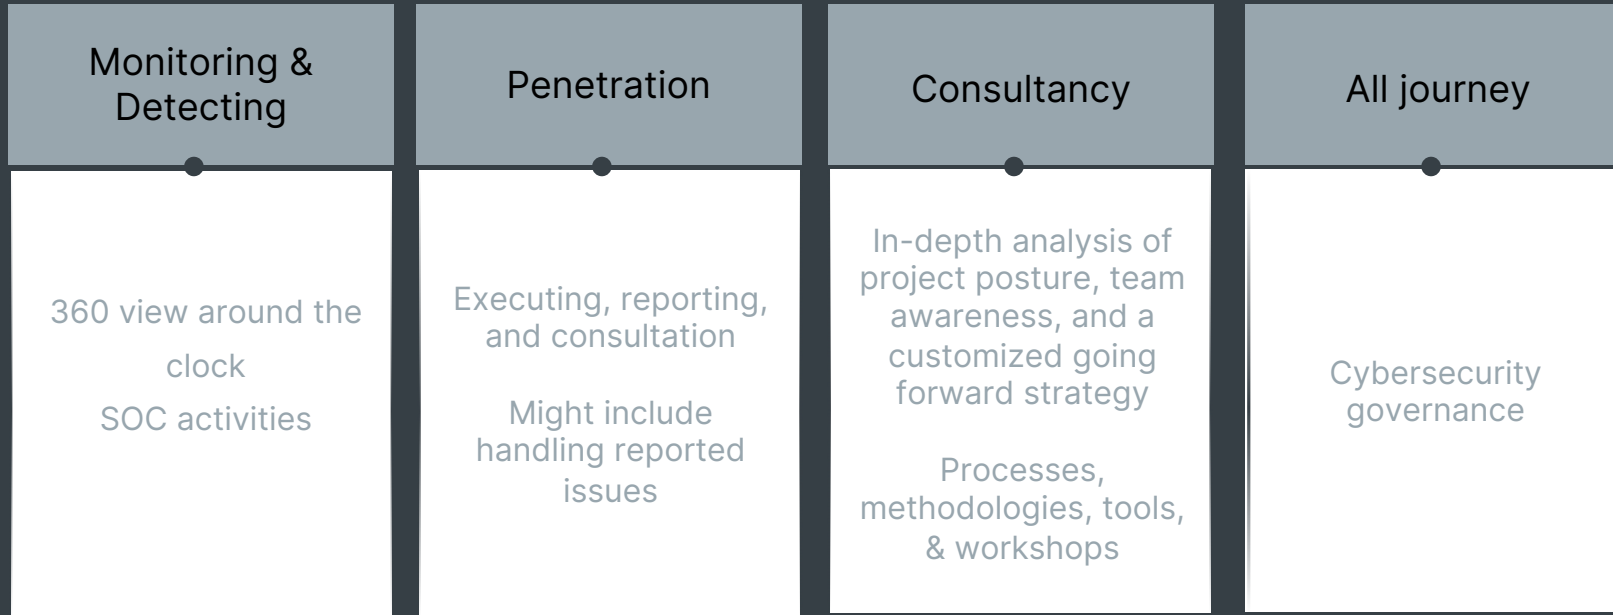 Monitoring &
Detecting
360 view around the
clock
SOC activities
Penetration
Executing, reporting,
and consultation
Might include
handling reported
issues
Consultancy
In-depth analysis of
project posture, team
awareness, and a
customized going
forward strategy
Processes,
methodologies, tools,
& workshops
All journey
Cybersecurity
governance